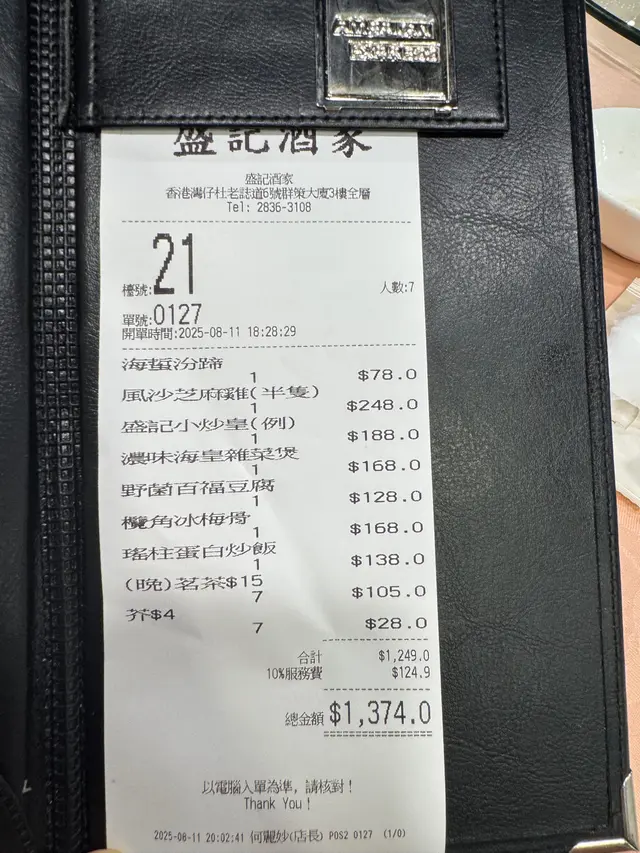 AMERICAN
EXPRESS
盛記酒家
盛記酒家
香港灣仔杜老誌道6號群策大廈3樓全層
Tel: 2836-3108
檯號:21
人數:7
單號:0127
開單時間:2025-08-11 18:28:29
海蜇汾蹄
1 $78.0
風沙芝麻雞(半隻)
1 $248.0
盛記小炒皇(例)
1 $188.0
濃味海皇雜菜煲
1 $168.0
野菌百福豆腐
1 $128.0
欖角冰梅骨
1 $168.0
瑤柱蛋白炒飯
1 $138.0
(晚)茗茶$15
7 $105.0
芥$4
7 $28.0
合計 $1,249.0
10%服務費 $124.9
總金額 $1,374.0
以電腦入單為準，請核對！
Thank You！
2025-08-11 20:02:41 何麗妙(店長) POS2 0127 (1/0)